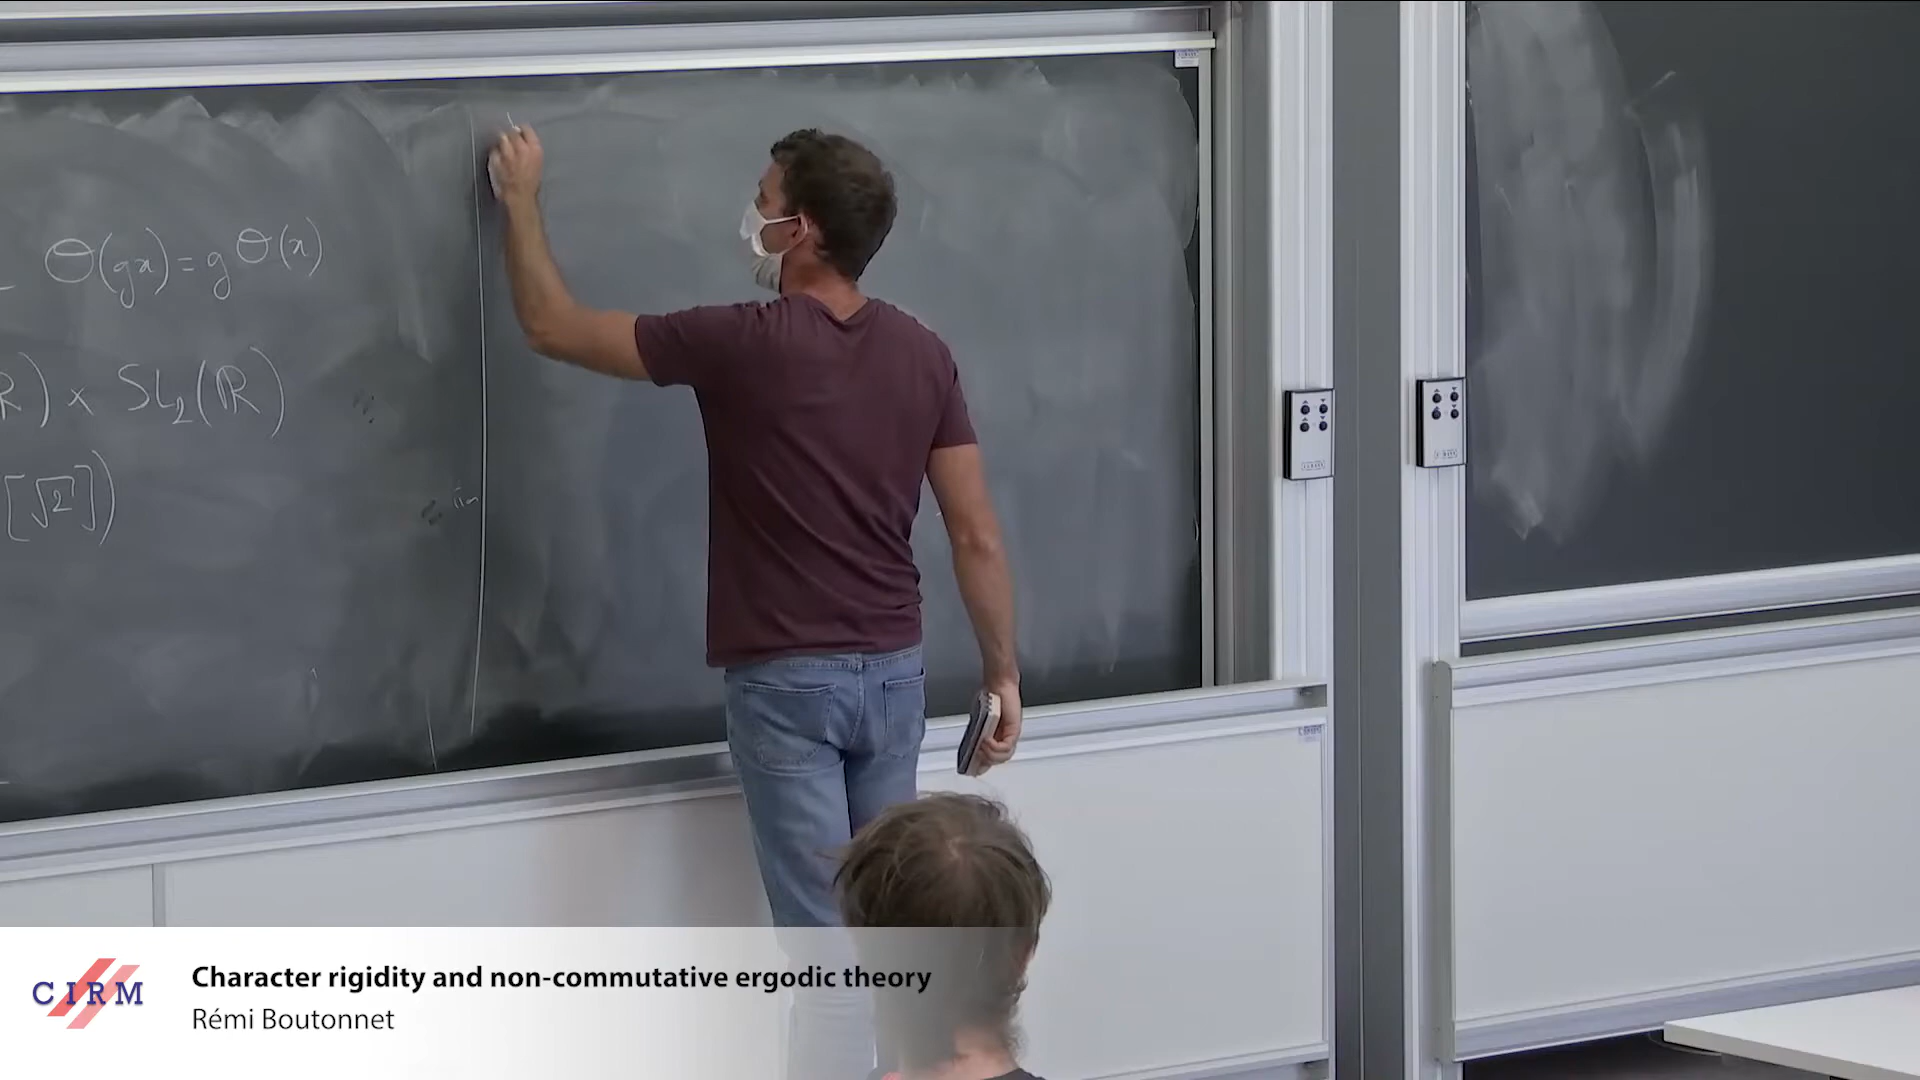 Θ(gx) = gΘ(x)
R) × SL₂(R)
[√2])
CIRM
Character rigidity and non-commutative ergodic theory
Rémi Boutonnet